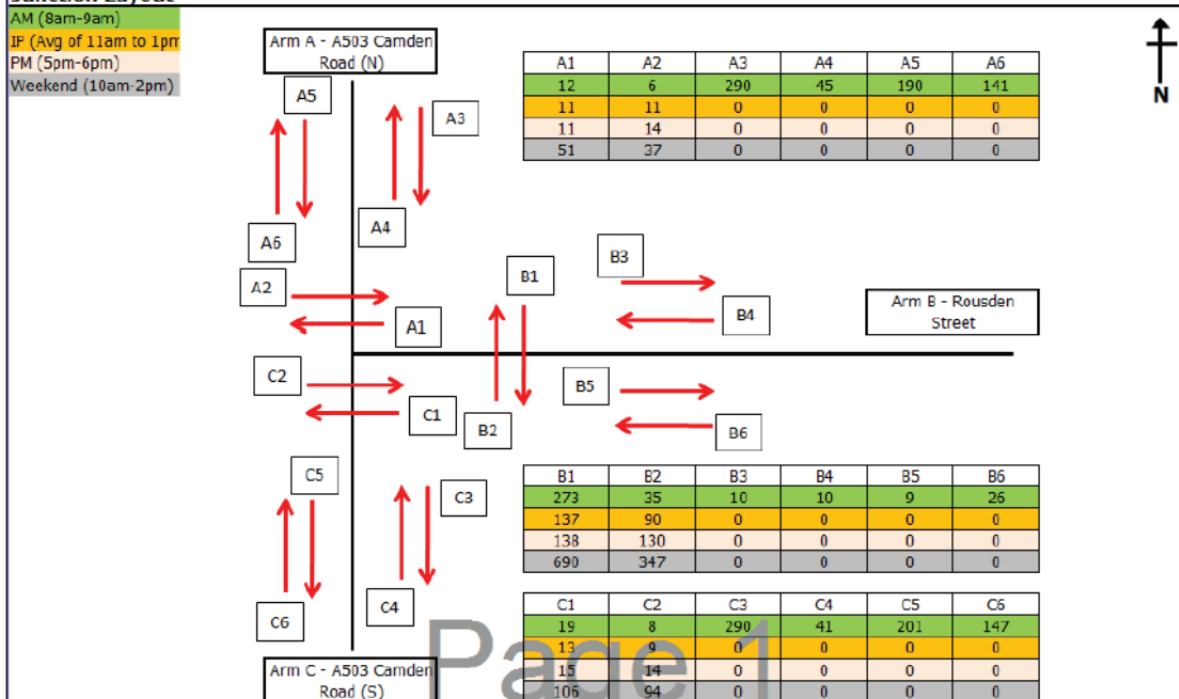 AM (8am-9am)
IP (Avg of 11am to 1pm
PM (5pm-6pm)
Weekend (10am-2pm)
Arm A - A503 Camden
Road (N)
N
A1 A2 A3 A4 A5 A6
12 6 290 45 190 141
11 11 0 0 0 0
11 14 0 0 0 0
51 37 0 0 0 0
A5
A3
A6
A4
A2
A1
B1
B3
B4
Arm B - Rousden
Street
C2
C1
B2
B5
B6
B1 B2 B3 B4 B5 B6
273 35 10 10 9 26
137 90 0 0 0 0
138 130 0 0 0 0
690 347 0 0 0 0
C5
C3
C6
C4
C1 C2 C3 C4 C5 C6
19 8 290 41 201 147
13 9 0 0 0 0
15 14 0 0 0 0
106 94 0 0 0 0
Arm C - A503 Camden
Road (S)
Page 1